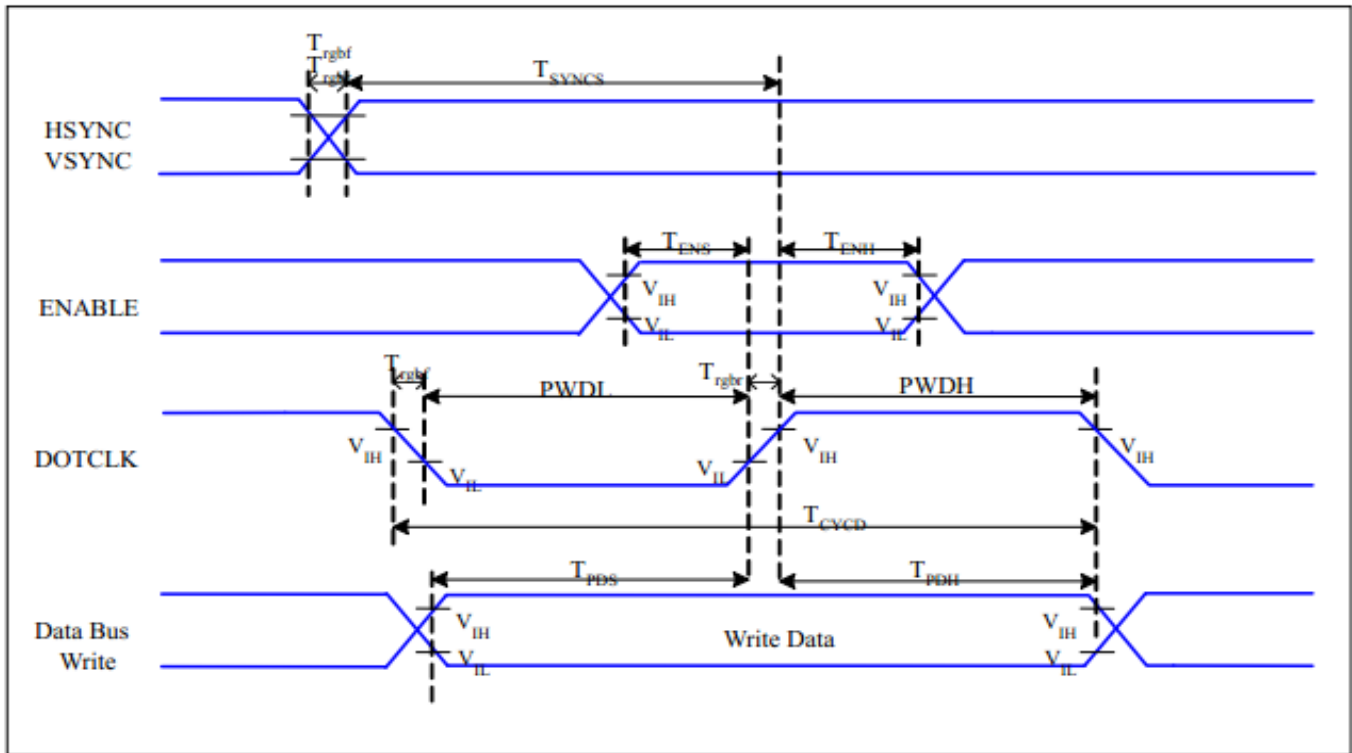 Trgbf
Trgbf TSYNCS
HSYNC
VSYNC
TENS TENH
VIH VIH
ENABLE
VIL VIL
Trgbf Trgbr
PWDL PWDH
VIH VIH VIH
DOTCLK
VIL VIL
TCYCD
TPDS TPDH
VIH VIH
Data Bus
Write Data
Write
VIL VIL